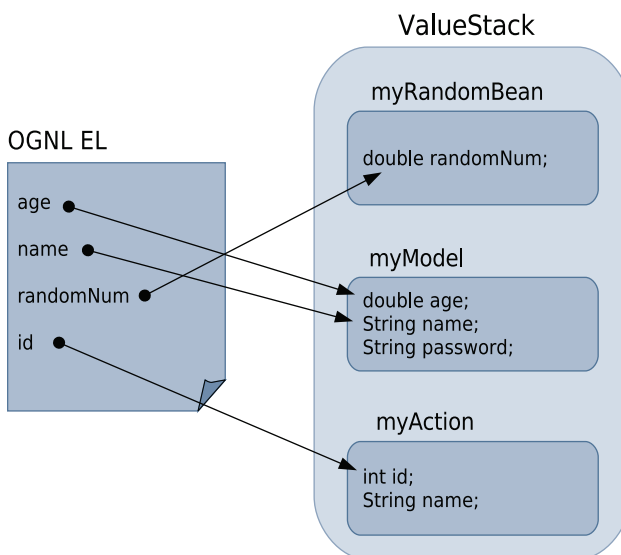 ValueStack
myRandomBean
double randomNum;
OGNL EL
age
name
randomNum
id
myModel
double age;
String name;
String password;
myAction
int id;
String name;